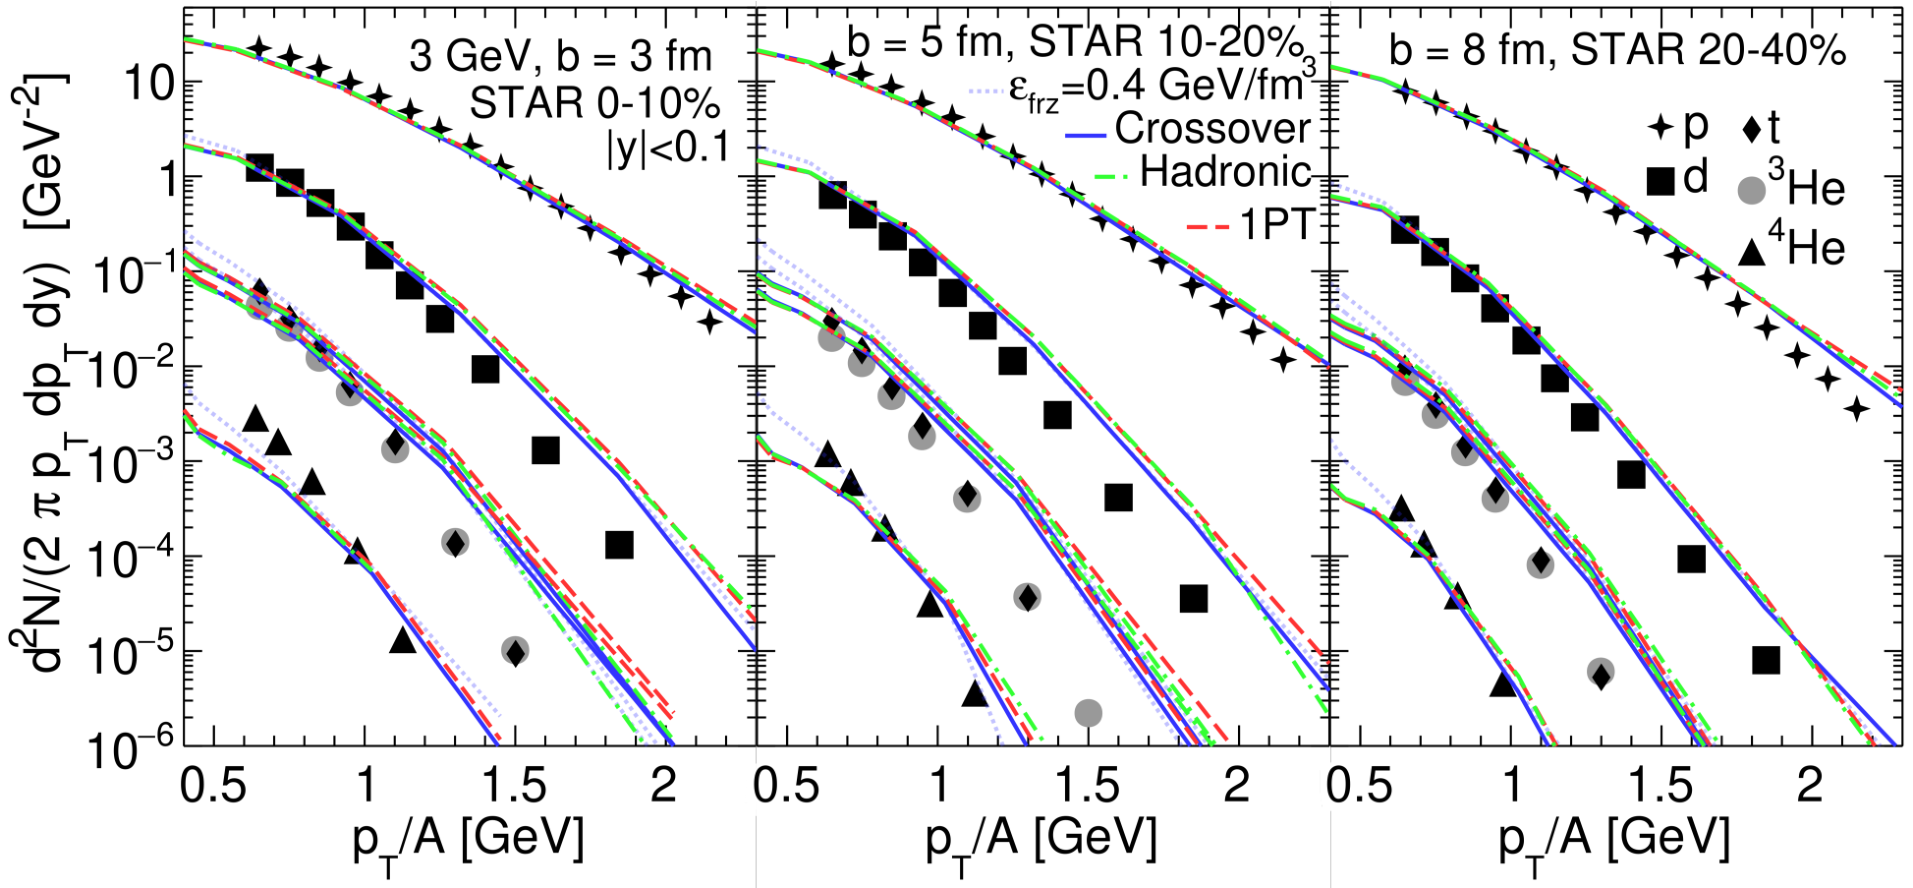 3 GeV, b = 3 fm
STAR 0-10%
|y|<0.1
b = 5 fm, STAR 10-20%
ε_frz=0.4 GeV/fm³
Crossover
Hadronic
1PT
b = 8 fm, STAR 20-40%
p t
d ³He
⁴He
d²N/(2 π p_T dp_T dy) [GeV⁻²]
10
1
10⁻¹
10⁻²
10⁻³
10⁻⁴
10⁻⁵
10⁻⁶
0.5 1 1.5 2 0.5 1 1.5 2 0.5 1 1.5 2
p_T/A [GeV] p_T/A [GeV] p_T/A [GeV]